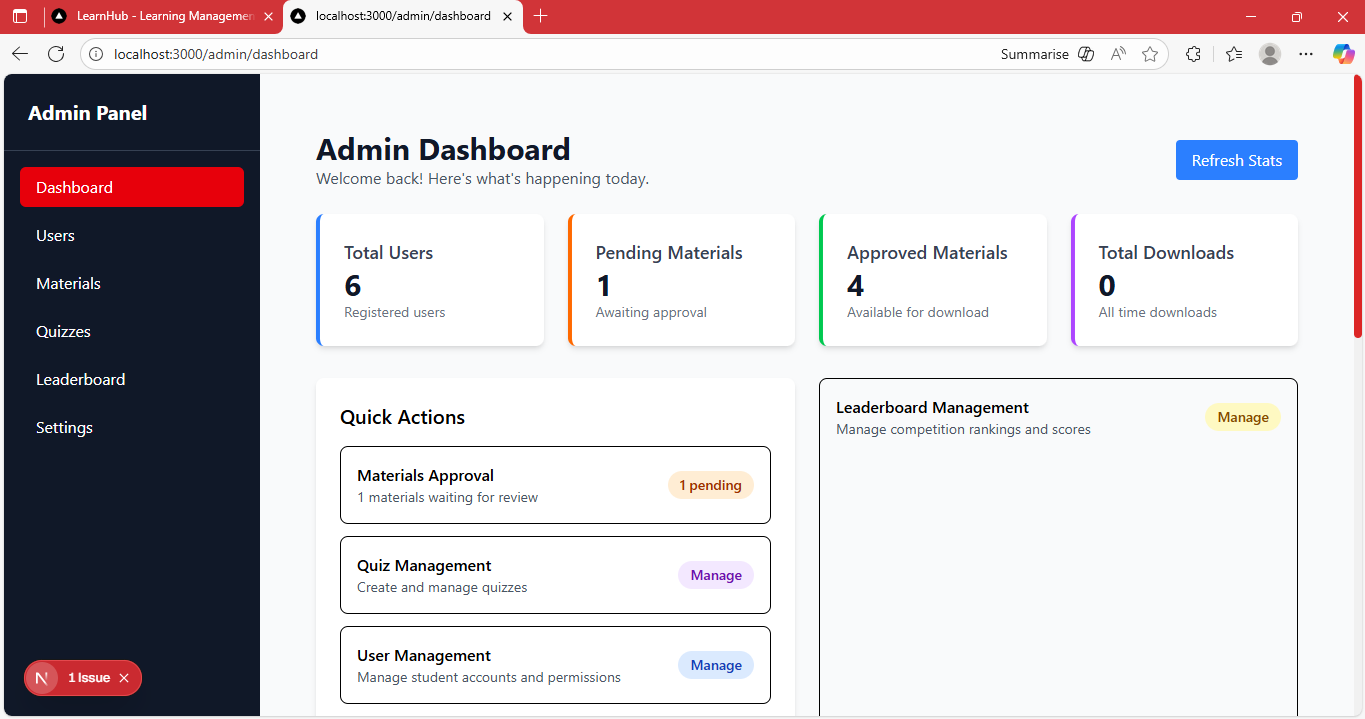 LearnHub - Learning Managemen
localhost:3000/admin/dashboard
localhost:3000/admin/dashboard
Summarise
Admin Panel
Dashboard
Users
Materials
Quizzes
Leaderboard
Settings
N
1 Issue
Admin Dashboard
Welcome back! Here's what's happening today.
Refresh Stats
Total Users
6
Registered users
Pending Materials
1
Awaiting approval
Approved Materials
4
Available for download
Total Downloads
0
All time downloads
Quick Actions
Materials Approval
1 materials waiting for review
1 pending
Quiz Management
Create and manage quizzes
Manage
User Management
Manage student accounts and permissions
Manage
Leaderboard Management
Manage competition rankings and scores
Manage